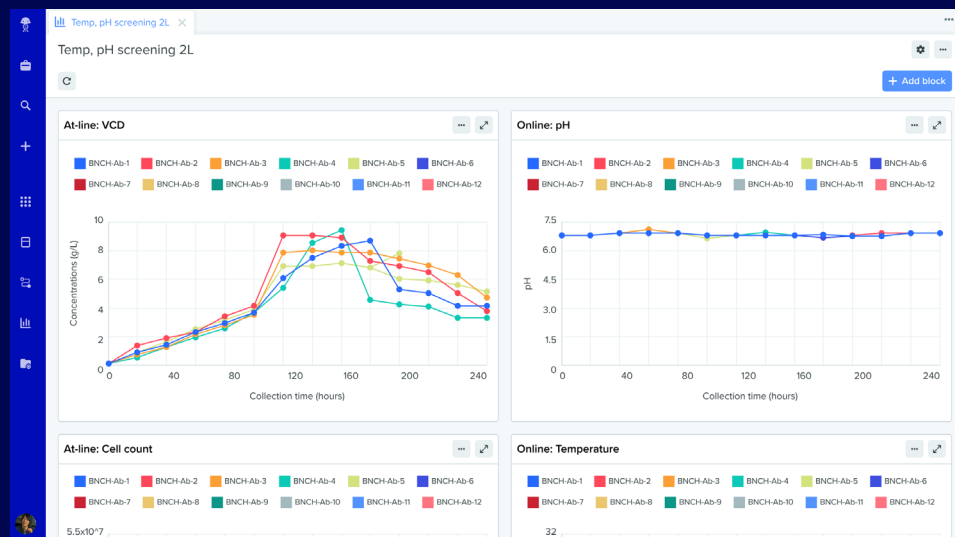 Temp, pH screening 2L
Temp, pH screening 2L
Add block
At-line: VCD
BNCH-Ab-1 BNCH-Ab-2 BNCH-Ab-3 BNCH-Ab-4 BNCH-Ab-5 BNCH-Ab-6
BNCH-Ab-7 BNCH-Ab-8 BNCH-Ab-9 BNCH-Ab-10 BNCH-Ab-11 BNCH-Ab-12
Concentrations (g/L)
10
8
6
4
2
0
0 40 80 120 160 200 240
Collection time (hours)
Online: pH
BNCH-Ab-1 BNCH-Ab-2 BNCH-Ab-3 BNCH-Ab-4 BNCH-Ab-5 BNCH-Ab-6
BNCH-Ab-7 BNCH-Ab-8 BNCH-Ab-9 BNCH-Ab-10 BNCH-Ab-11 BNCH-Ab-12
pH
7.5
6.0
4.5
3.0
1.5
0
0 40 80 120 160 200 240
Collection time (hours)
At-line: Cell count
BNCH-Ab-1 BNCH-Ab-2 BNCH-Ab-3 BNCH-Ab-4 BNCH-Ab-5 BNCH-Ab-6
BNCH-Ab-7 BNCH-Ab-8 BNCH-Ab-9 BNCH-Ab-10 BNCH-Ab-11 BNCH-Ab-12
5.5x10^7
Online: Temperature
BNCH-Ab-1 BNCH-Ab-2 BNCH-Ab-3 BNCH-Ab-4 BNCH-Ab-5 BNCH-Ab-6
BNCH-Ab-7 BNCH-Ab-8 BNCH-Ab-9 BNCH-Ab-10 BNCH-Ab-11 BNCH-Ab-12
32